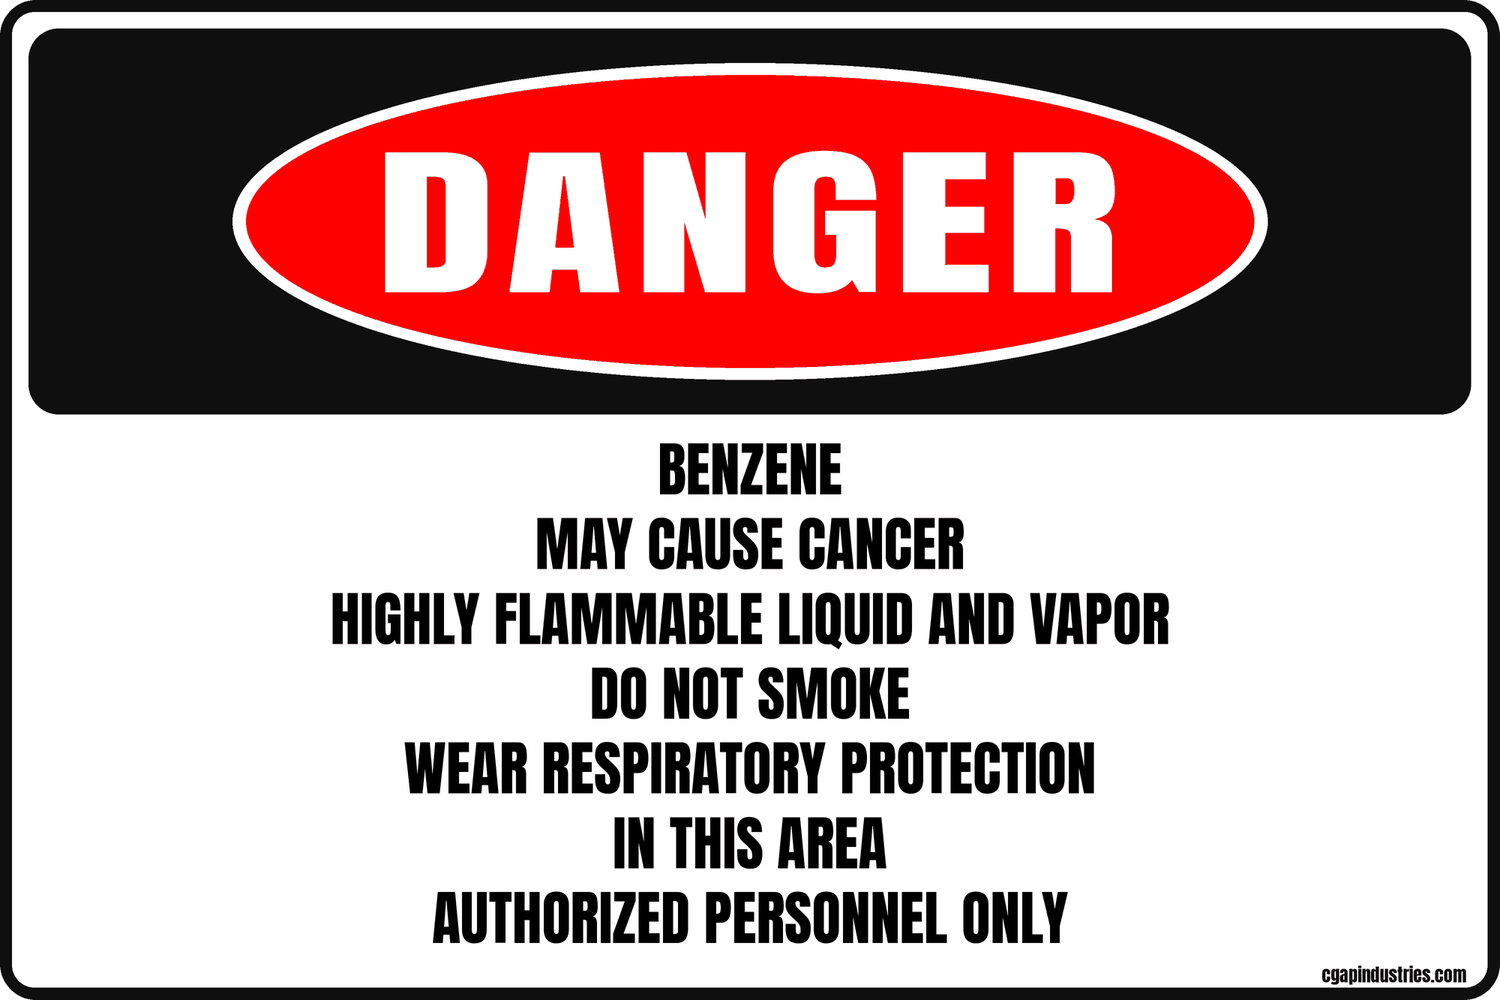 DANGER
BENZENE
MAY CAUSE CANCER
HIGHLY FLAMMABLE LIQUID AND VAPOR
DO NOT SMOKE
WEAR RESPIRATORY PROTECTION
IN THIS AREA
AUTHORIZED PERSONNEL ONLY
cgapindustries.com